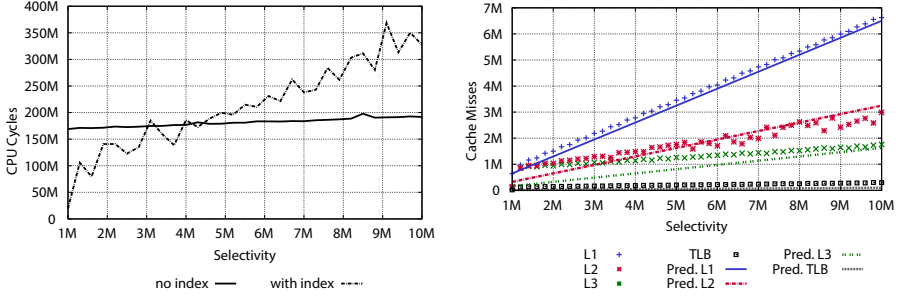 400M
350M
300M
250M
200M
150M
100M
50M
0
CPU Cycles
1M 2M 3M 4M 5M 6M 7M 8M 9M 10M
Selectivity
no index with index
7M
6M
5M
4M
3M
2M
1M
0
Cache Misses
1M 2M 3M 4M 5M 6M 7M 8M 9M 10M
Selectivity
L1 TLB Pred. L3
L2 Pred. L1 Pred. TLB
L3 Pred. L2